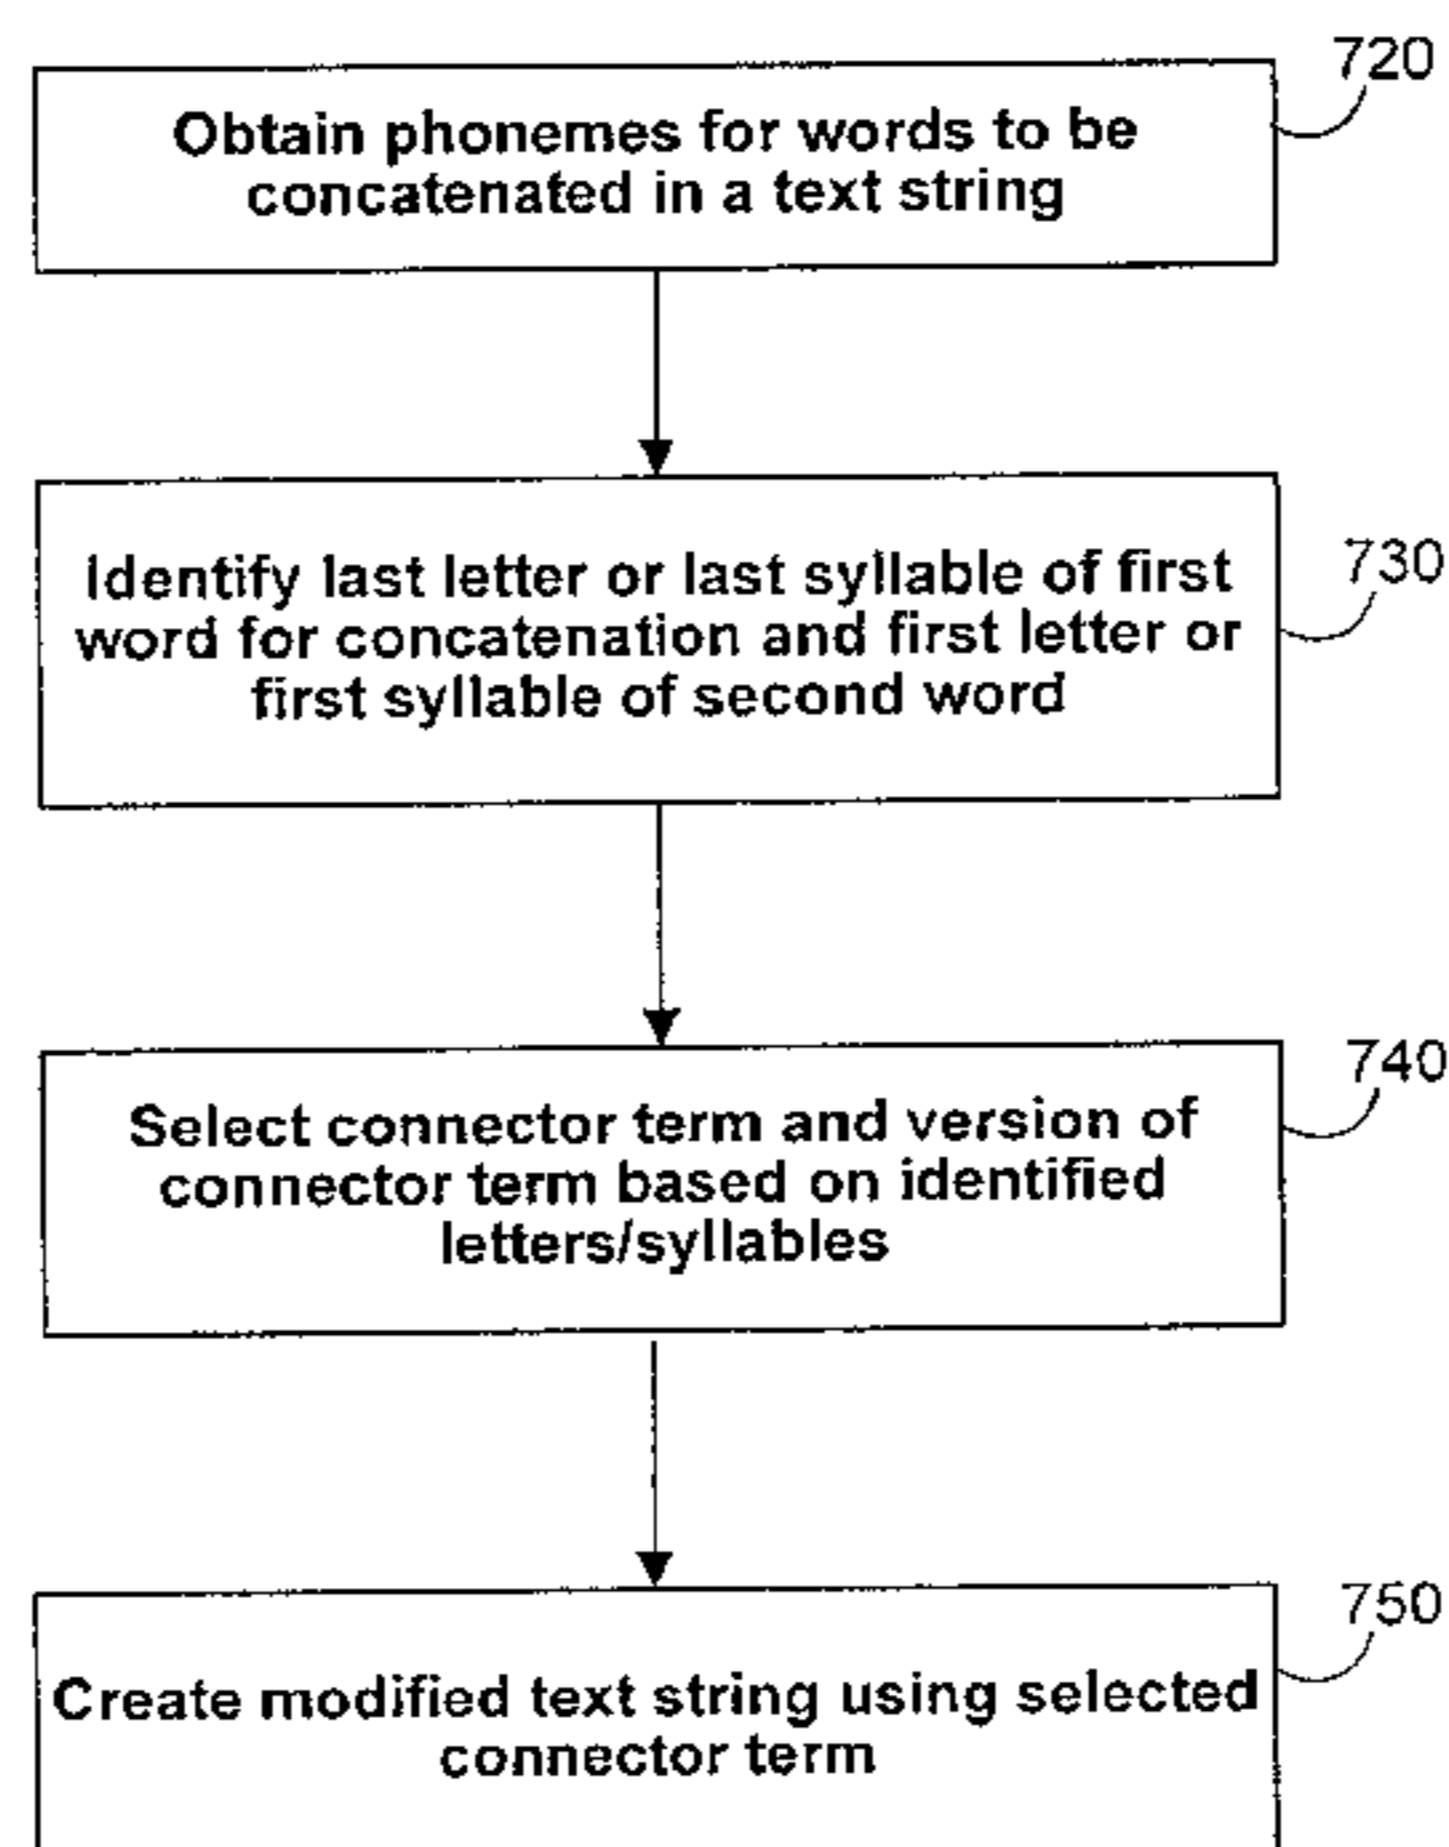 720
Obtain phonemes for words to be
concatenated in a text string
730
Identify last letter or last syllable of first
word for concatenation and first letter or
first syllable of second word
740
Select connector term and version of
connector term based on identified
letters/syllables
750
Create modified text string using selected
connector term